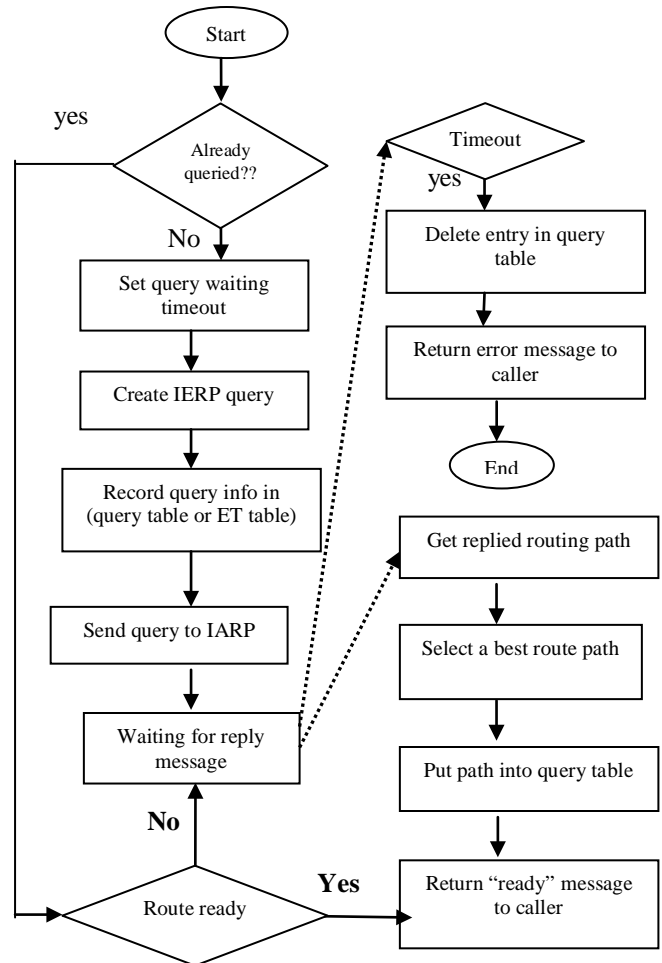 Start
yes
Already
queried??
No
Set query waiting
timeout
Create IERP query
Record query info in
(query table or ET table)
Send query to IARP
Waiting for reply
message
No
Route ready
Yes
Timeout
yes
Delete entry in query
table
Return error message to
caller
End
Get replied routing path
Select a best route path
Put path into query table
Return “ready” message
to caller